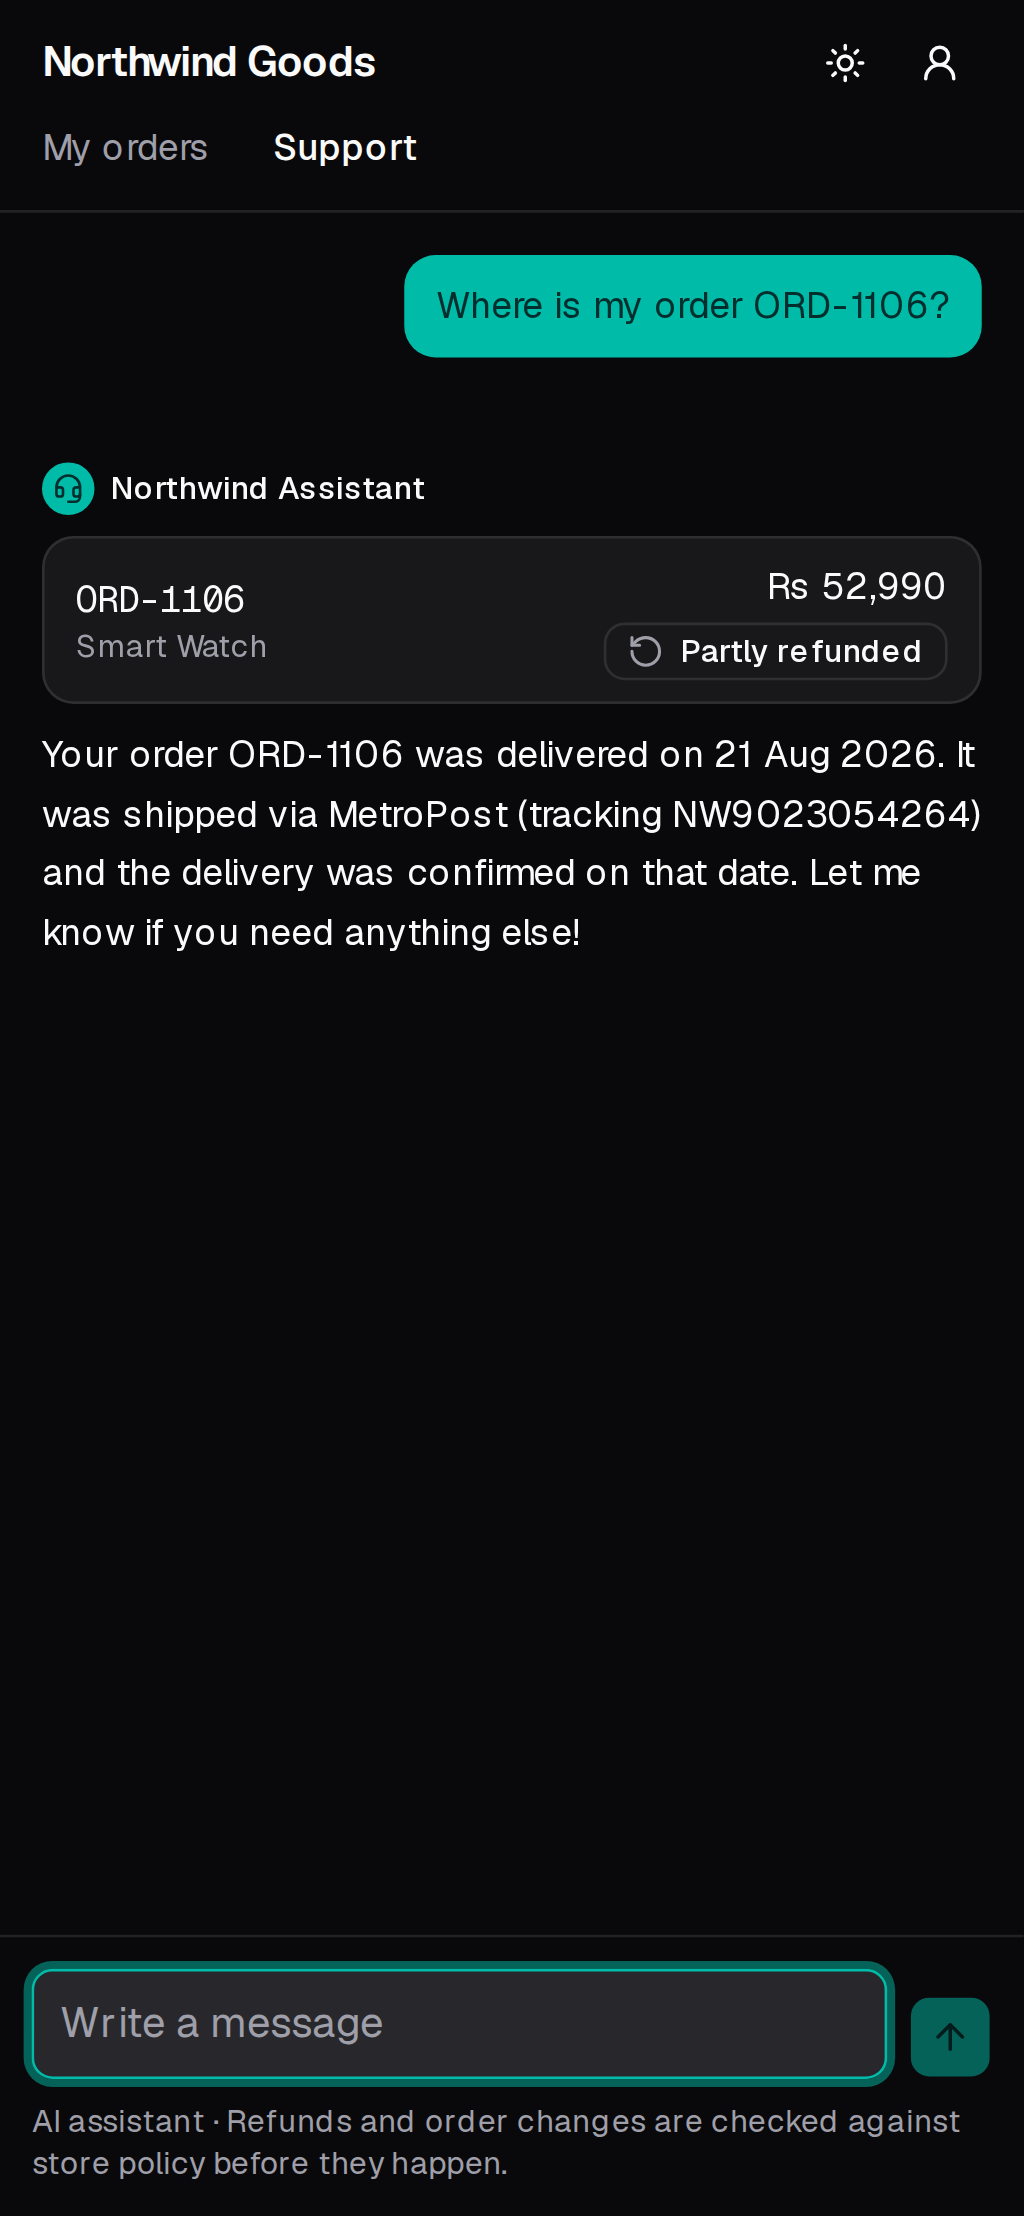 Northwind Goods
My orders Support
Where is my order ORD-1106?
Northwind Assistant
ORD-1106
Rs 52,990
Smart Watch
Partly refunded
Your order ORD-1106 was delivered on 21 Aug 2026. It
was shipped via MetroPost (tracking NW9023054264)
and the delivery was confirmed on that date. Let me
know if you need anything else!
Write a message
AI assistant · Refunds and order changes are checked against
store policy before they happen.